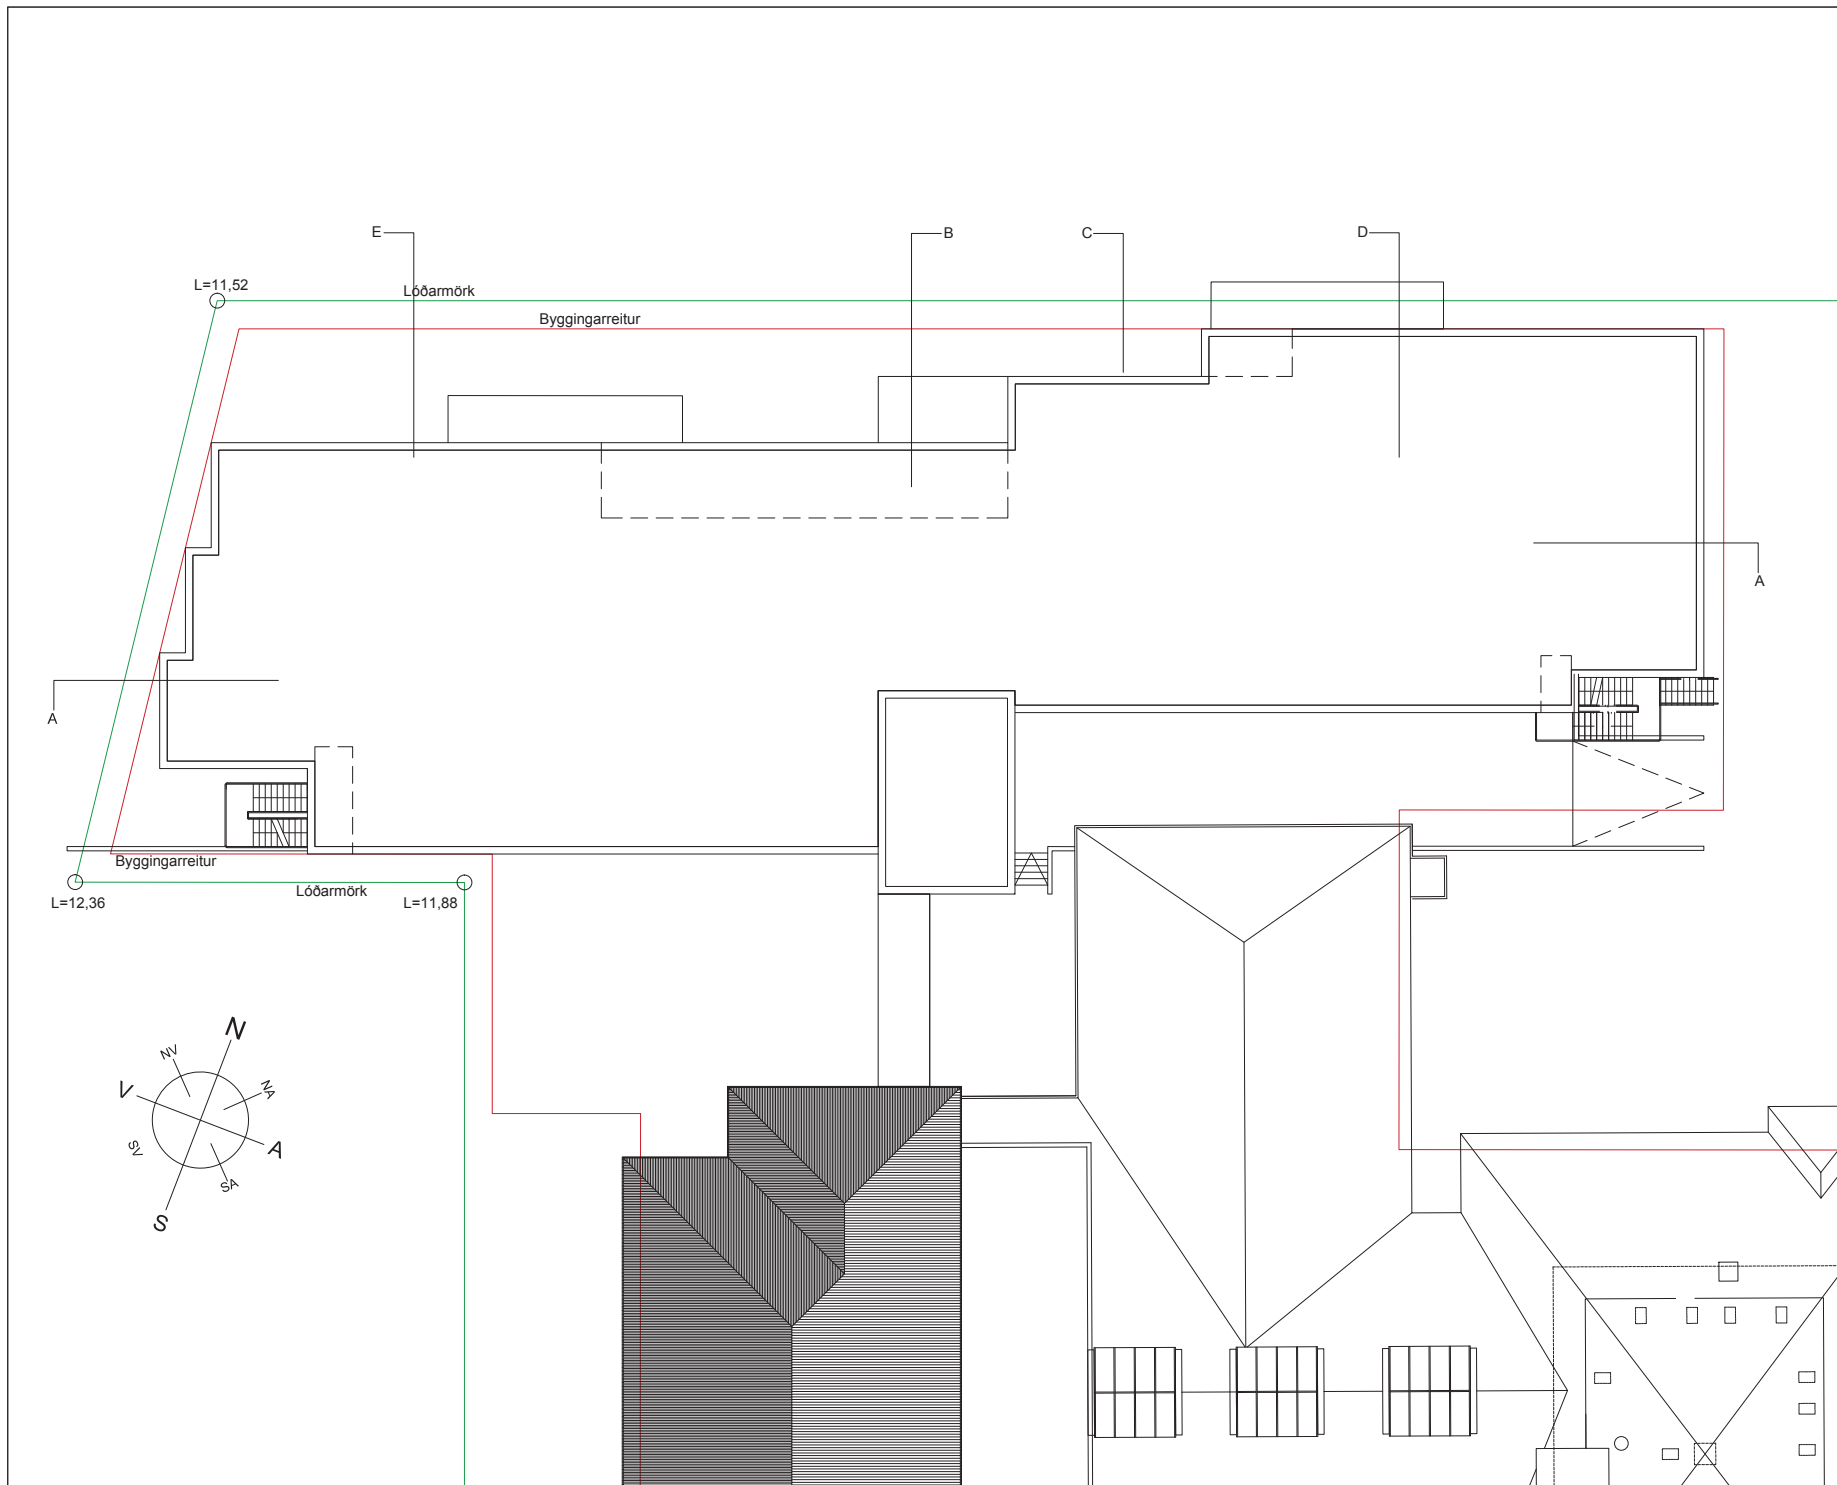 E
B
C
D
L=11,52
Lóðarmörk
Byggingarreitur
A
A
Byggingarreitur
Lóðarmörk
L=12,36
L=11,88
N
NV
NA
V
A
SV
SA
S